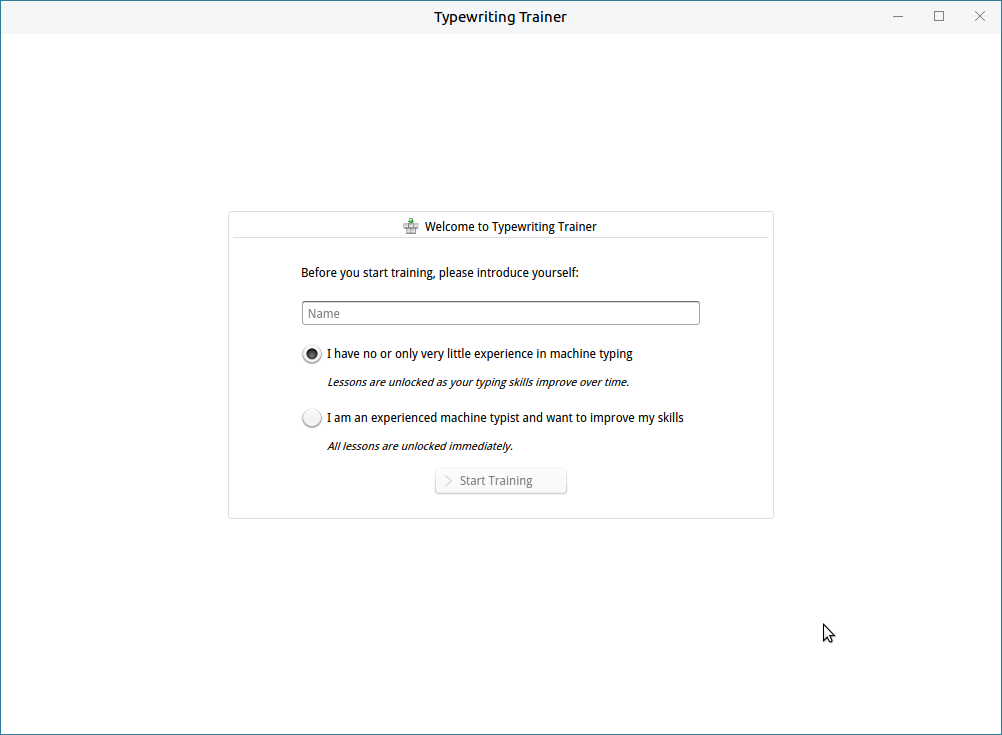 Typewriting Trainer
Welcome to Typewriting Trainer
Before you start training, please introduce yourself:
Name
I have no or only very little experience in machine typing
Lessons are unlocked as your typing skills improve over time.
I am an experienced machine typist and want to improve my skills
All lessons are unlocked immediately.
Start Training